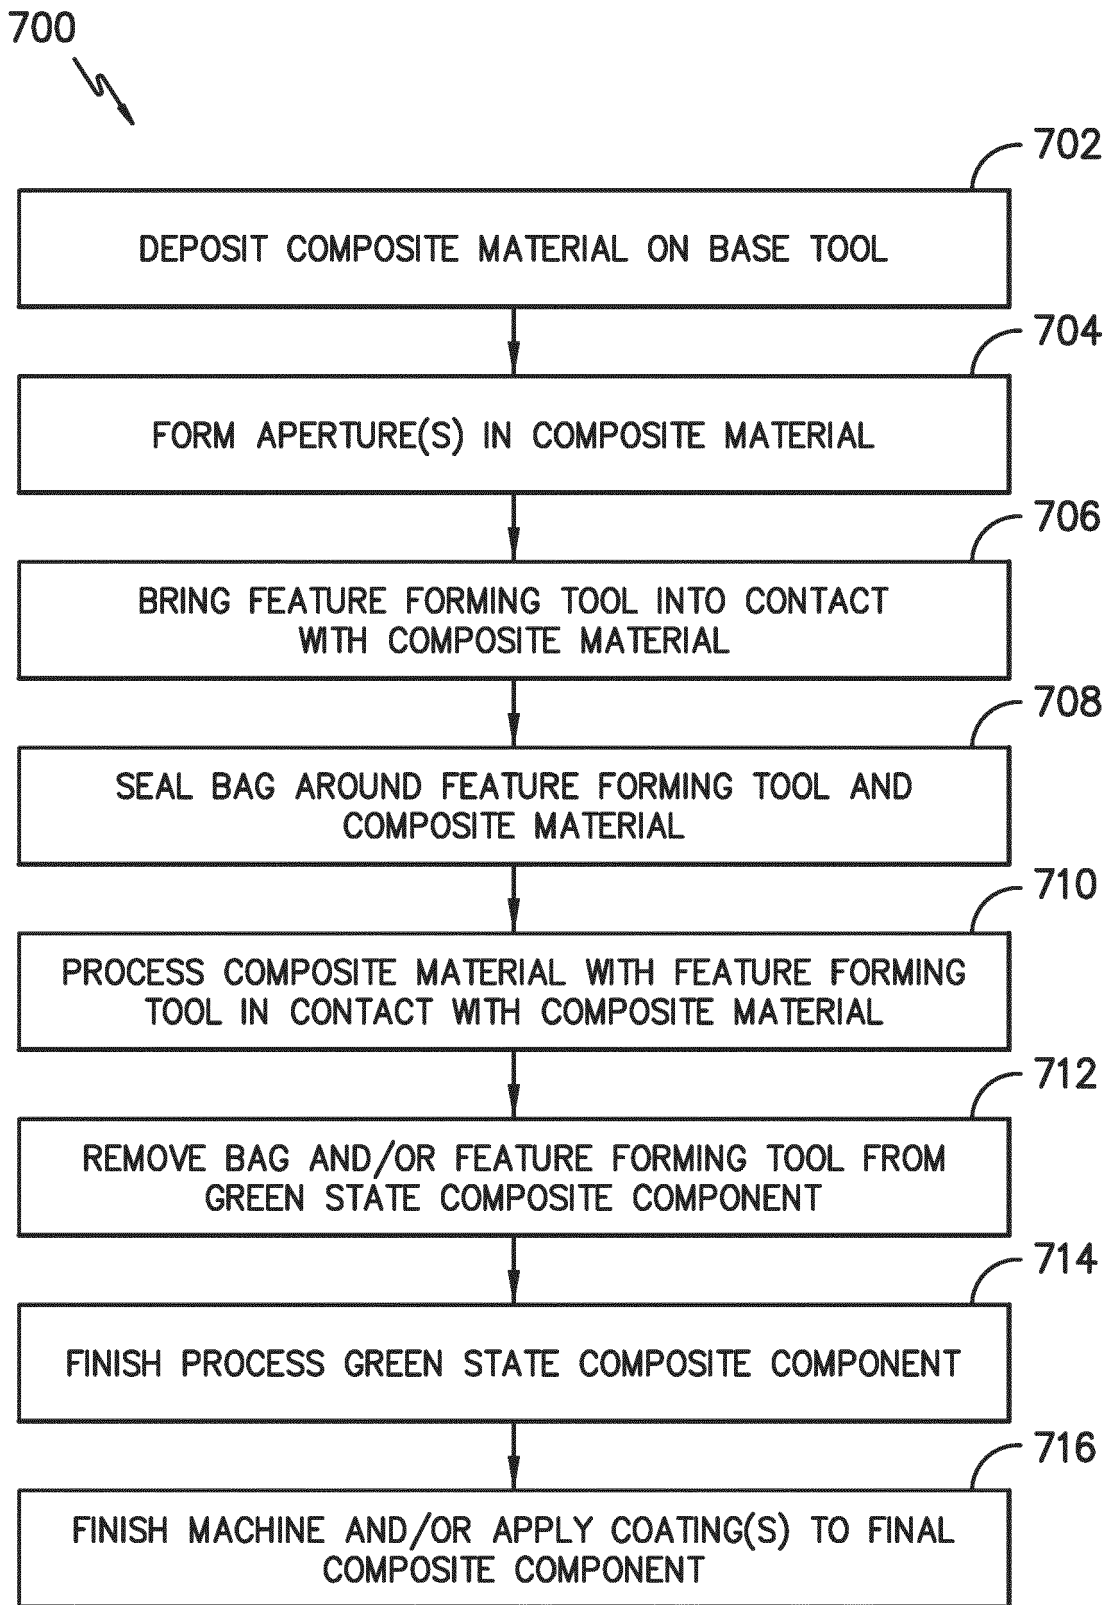 700
702
DEPOSIT COMPOSITE MATERIAL ON BASE TOOL
704
FORM APERTURE(S) IN COMPOSITE MATERIAL
706
BRING FEATURE FORMING TOOL INTO CONTACT
WITH COMPOSITE MATERIAL
708
SEAL BAG AROUND FEATURE FORMING TOOL AND
COMPOSITE MATERIAL
710
PROCESS COMPOSITE MATERIAL WITH FEATURE FORMING
TOOL IN CONTACT WITH COMPOSITE MATERIAL
712
REMOVE BAG AND/OR FEATURE FORMING TOOL FROM
GREEN STATE COMPOSITE COMPONENT
714
FINISH PROCESS GREEN STATE COMPOSITE COMPONENT
716
FINISH MACHINE AND/OR APPLY COATING(S) TO FINAL
COMPOSITE COMPONENT